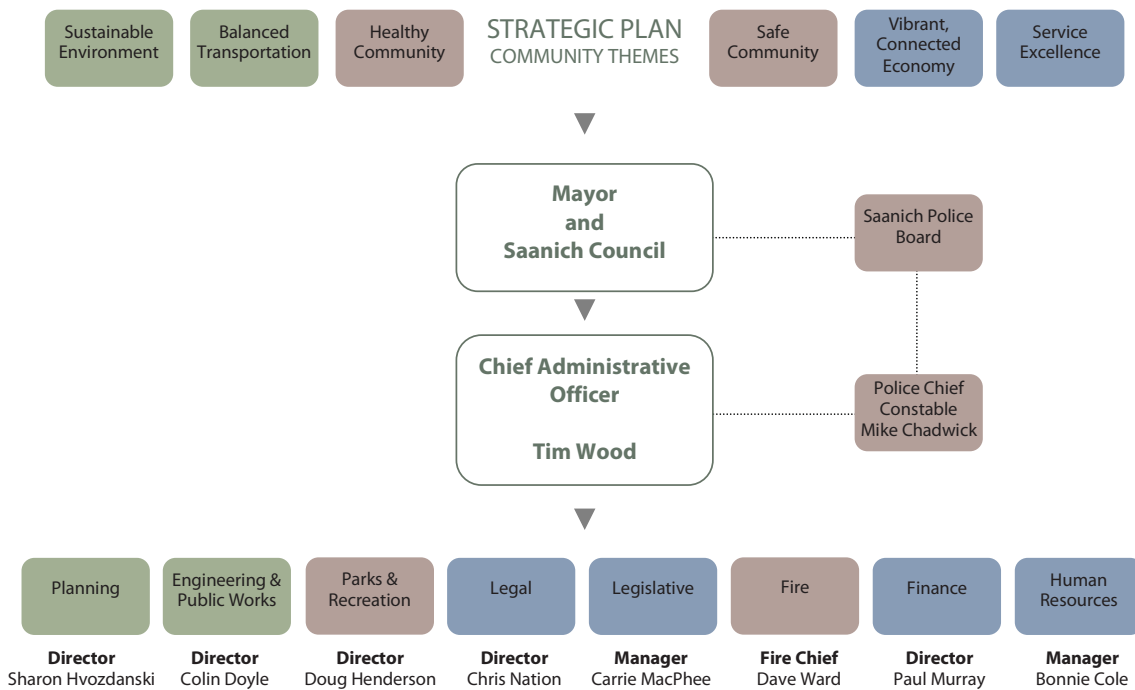 Sustainable
Environment
Balanced
Transportation
Healthy
Community
STRATEGIC PLAN
COMMUNITY THEMES
Safe
Community
Vibrant,
Connected
Economy
Service
Excellence
Mayor
and
Saanich Council
Saanich Police
Board
Chief Administrative
Officer
Tim Wood
Police Chief
Constable
Mike Chadwick
Planning
Engineering &
Public Works
Parks &
Recreation
Legal
Legislative
Fire
Finance
Human
Resources
Director
Sharon Hvozdanski
Director
Colin Doyle
Director
Doug Henderson
Director
Chris Nation
Manager
Carrie MacPhee
Fire Chief
Dave Ward
Director
Paul Murray
Manager
Bonnie Cole